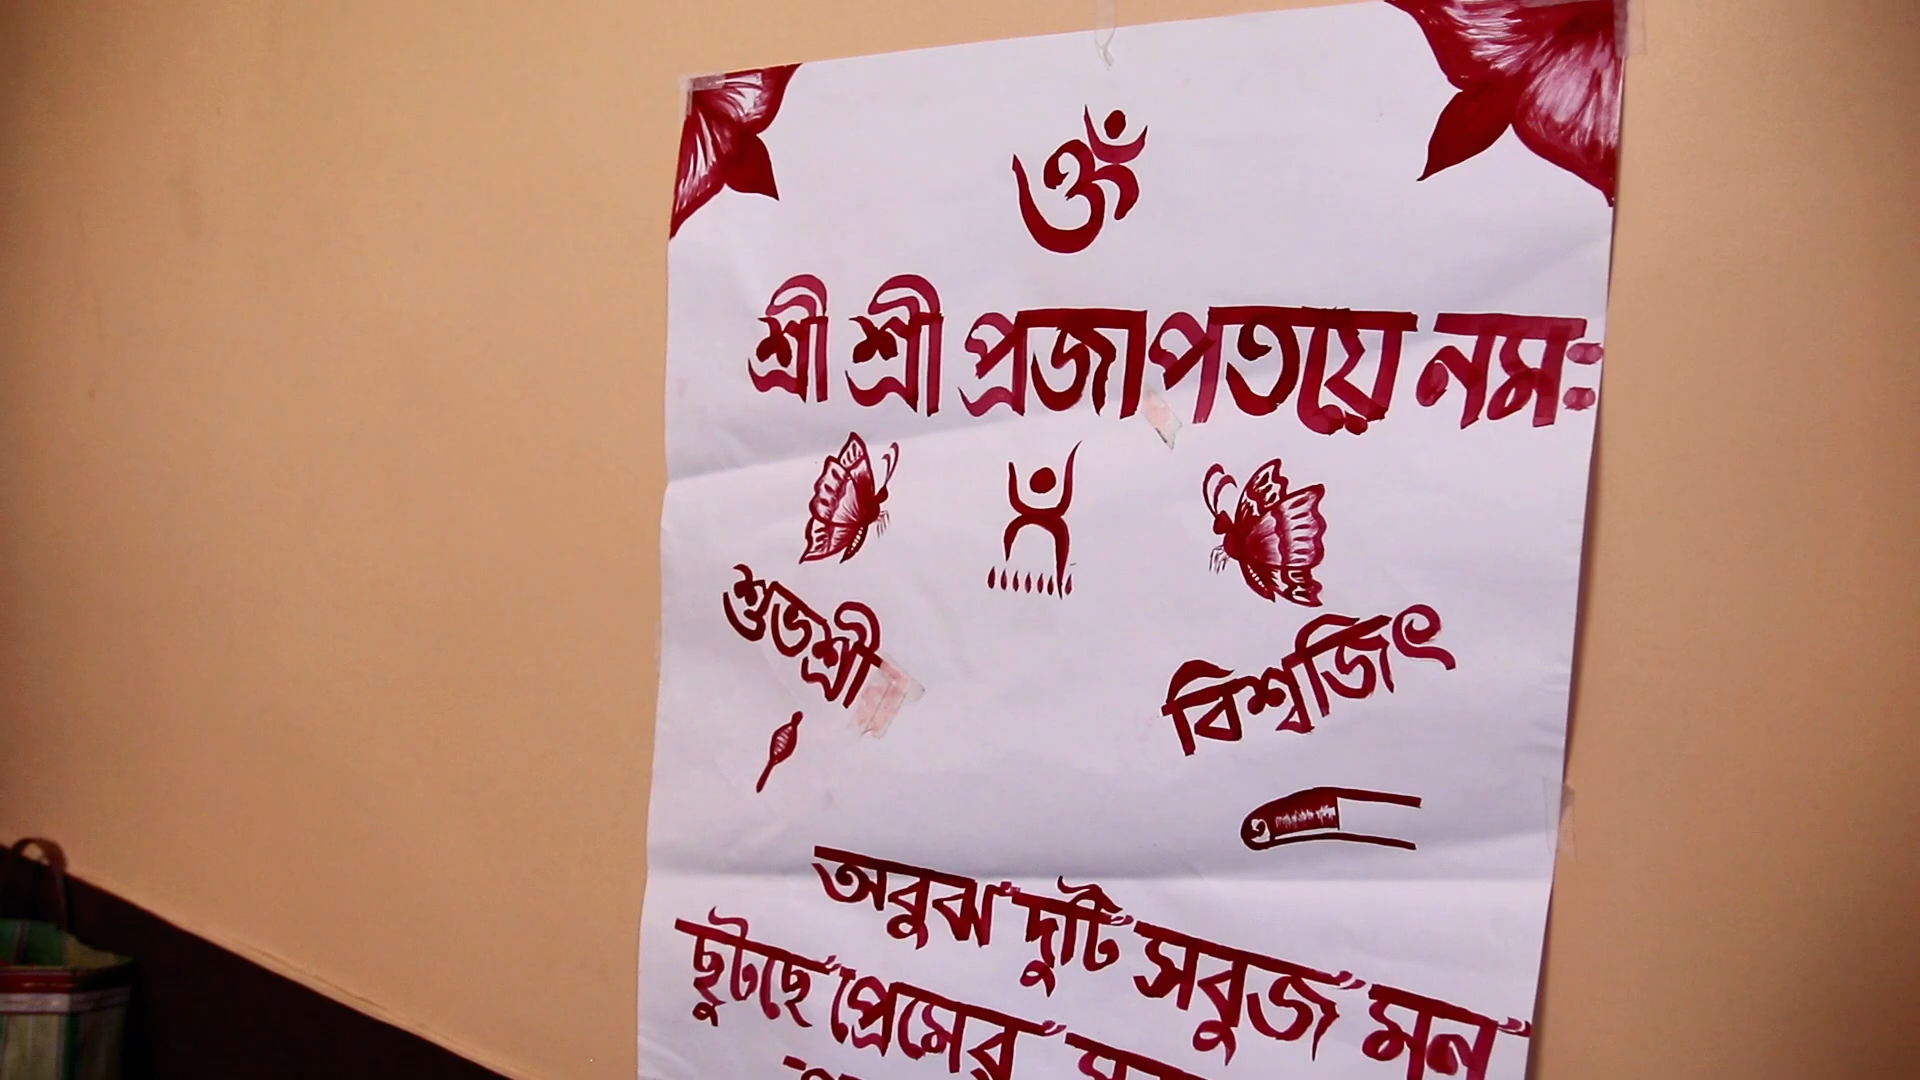 ওঁ
শ্রী শ্রী প্রজাপতয়ে নমঃ
শুভশ্রী
বিশ্বজিৎ
অবুঝ দুটি সবুজ মন
ছুটছে প্রেমের